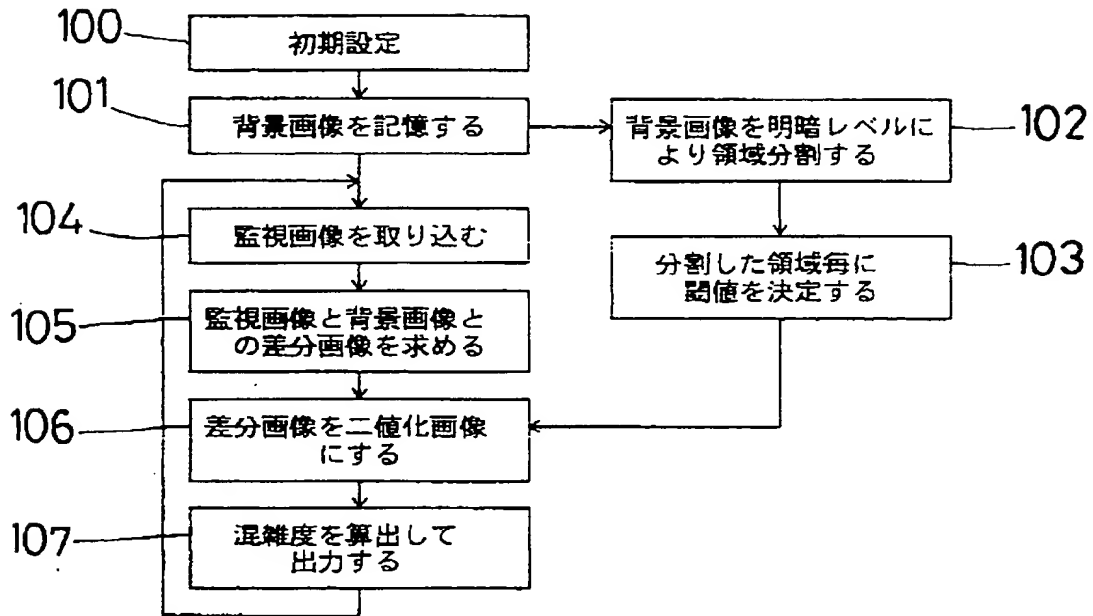 100
初期設定
101
背景画像を記憶する
102
背景画像を明暗レベルに
より領域分割する
103
分割した領域毎に
閾値を決定する
104
監視画像を取り込む
105
監視画像と背景画像と
の差分画像を求める
106
差分画像を二値化画像
にする
107
混雑度を算出して
出力する